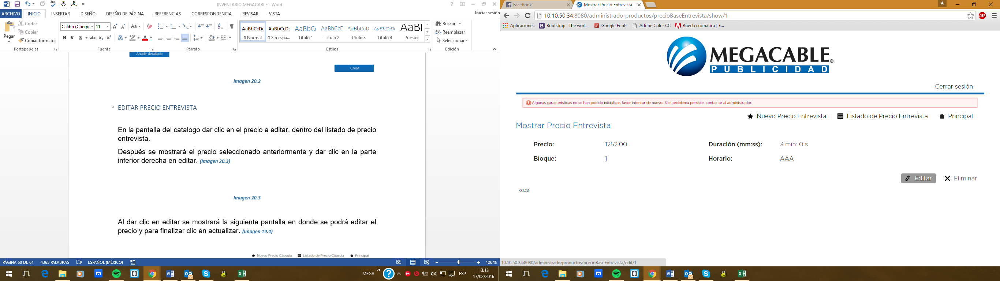 INVENTARIO MEGACABLE - Word
ARCHIVO INICIO INSERTAR DISEÑO DISEÑO DE PÁGINA REFERENCIAS CORRESPONDENCIA REVISAR VISTA Iniciar sesión
Pegar
Cortar
Copiar
Copiar formato
Portapapeles
Calibri (Cuerpo 11
Fuente
Párrafo
AaBbCcDc AaBbCcDc AaBbC( AaBbCcE AaBbCcD AaBbCcDc AaBl
¶ Normal ¶ Sin espa... Título 1 Título 2 Título 3 Título 4 Puesto
Estilos
Buscar
Reemplazar
Seleccionar
Edición
Añadir detallado
Crear
Imagen 20.2
EDITAR PRECIO ENTREVISTA
En la pantalla del catalogo dar clic en el precio a editar, dentro del listado de precio
entrevista.
Después se mostrará el precio seleccionado anteriormente y dar clic en la parte
inferior derecha en editar. (Imagen 20.3)
Imagen 20.3
Al dar clic en editar se mostrará la siguiente pantalla en donde se podrá editar el
precio y para finalizar clic en actualizar. (Imagen 19.4)
Nuevo Precio Cápsula Listado de Precio Cápsula Principal
PÁGINA 60 DE 61 4365 PALABRAS ESPAÑOL (MÉXICO) 120 %
MEGA ESP 13:13
17/02/2016
Facebook Mostrar Precio Entrevista
10.10.50.34:8080/administradorproductos/precioBaseEntrevista/show/1
ABP
Aplicaciones Bootstrap · The worl... Google Fonts Adobe Color CC Rueda cromática | E...
MEGACABLE®
PUBLICIDAD
Cerrar sesión
Algunas características no se han podido inicializar, favor intentar de nuevo. Si el problema persiste, contactar al administrador.
Nuevo Precio Entrevista Listado de Precio Entrevista Principal
Mostrar Precio Entrevista
Precio: 1252.00 Duración (mm:ss): 3 min: 0 s
Bloque: 1 Horario: AAA
Editar Eliminar
0.1.23
10.10.50.34:8080/administradorproductos/precioBaseEntrevista/edit/1